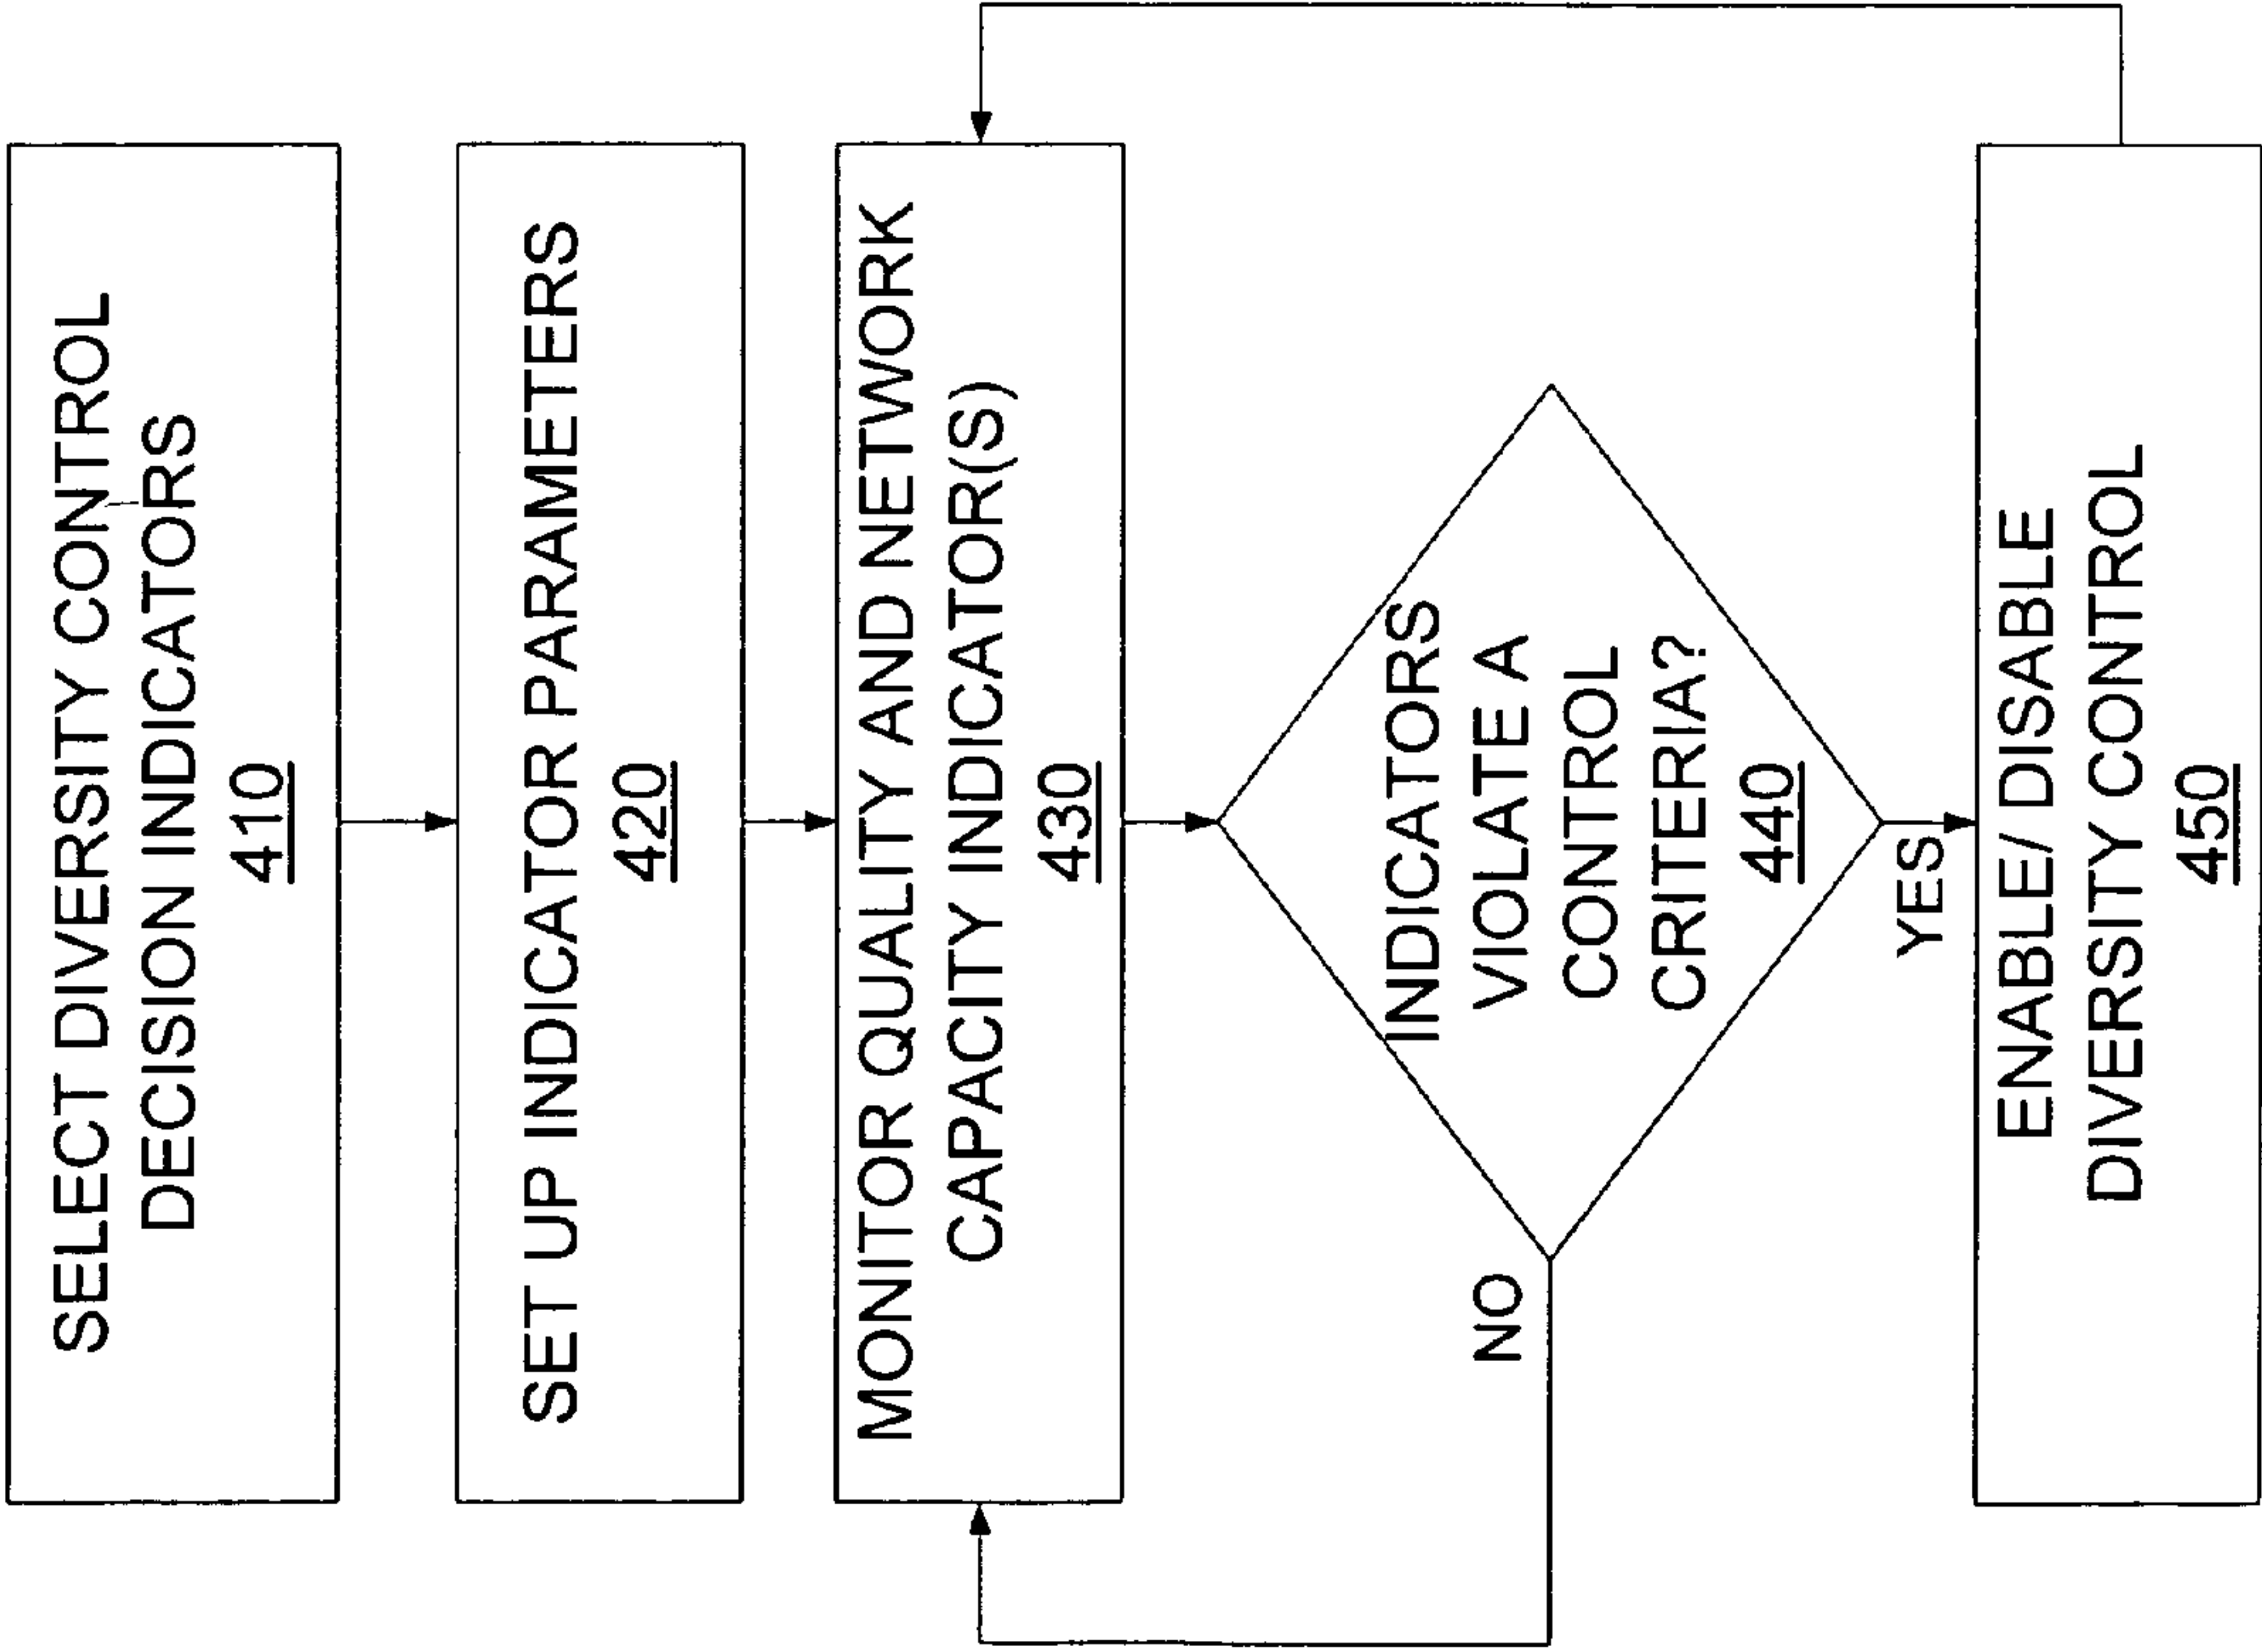 SELECT DIVERSITY CONTROL
DECISION INDICATORS
410
SET UP INDICATOR PARAMETERS
420
MONITOR QUALITY AND NETWORK
CAPACITY INDICATOR(S)
430
INDICATORS
VIOLATE A
CONTROL
CRITERIA?
440
NO
YES
ENABLE/ DISABLE
DIVERSITY CONTROL
450